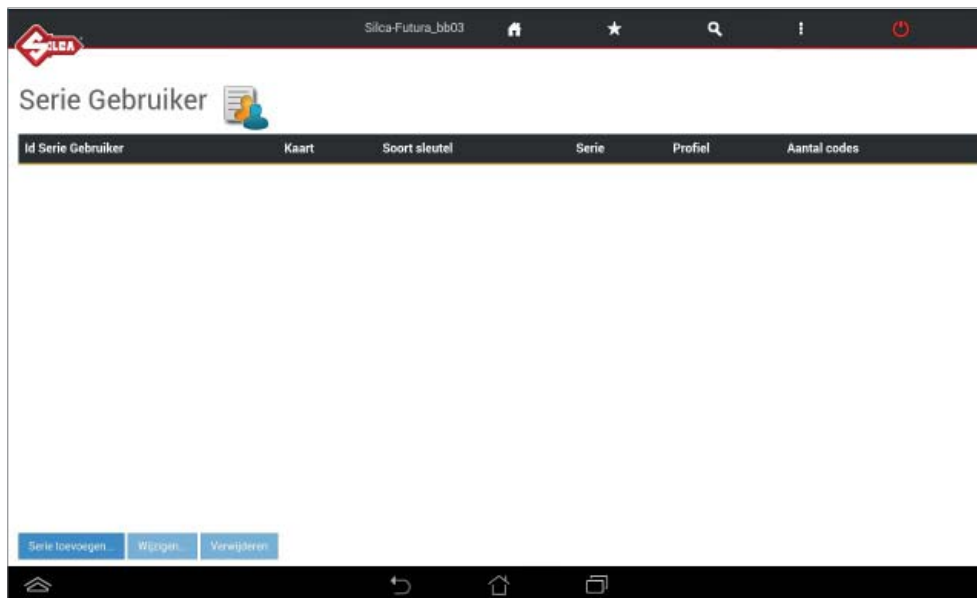 SILCA
Silca-Futura_bb03
Serie Gebruiker
Id Serie Gebruiker Kaart Soort sleutel Serie Profiel Aantal codes
Serie toevoegen... Wijzigen... Verwijderen